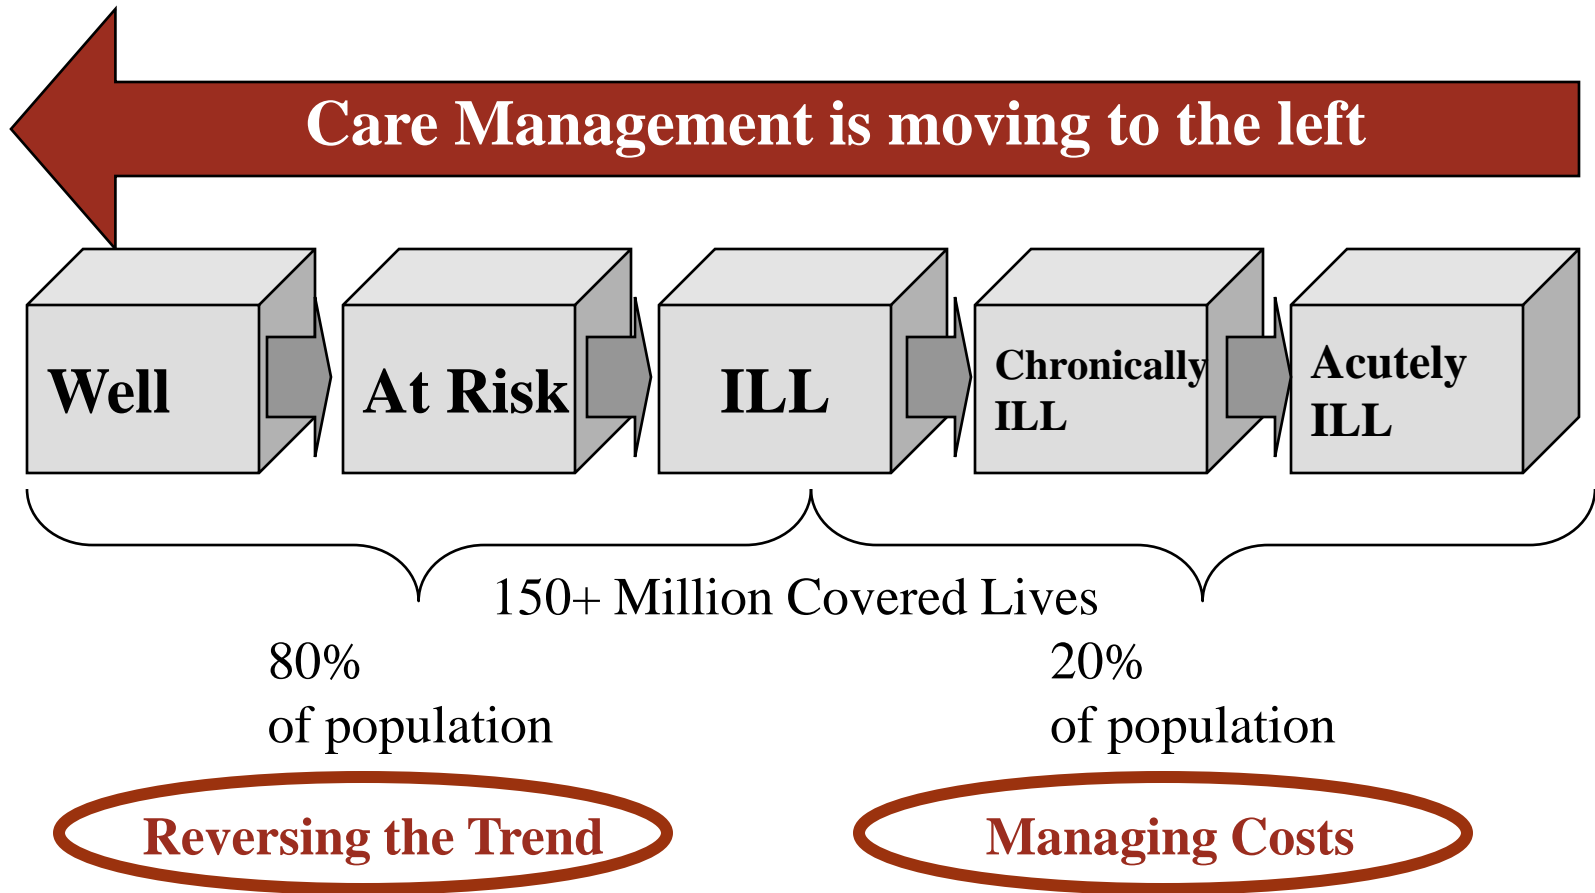 Care Management is moving to the left
Well
At Risk
ILL
Chronically
ILL
Acutely
ILL
150+ Million Covered Lives
80%
of population
20%
of population
Reversing the Trend
Managing Costs